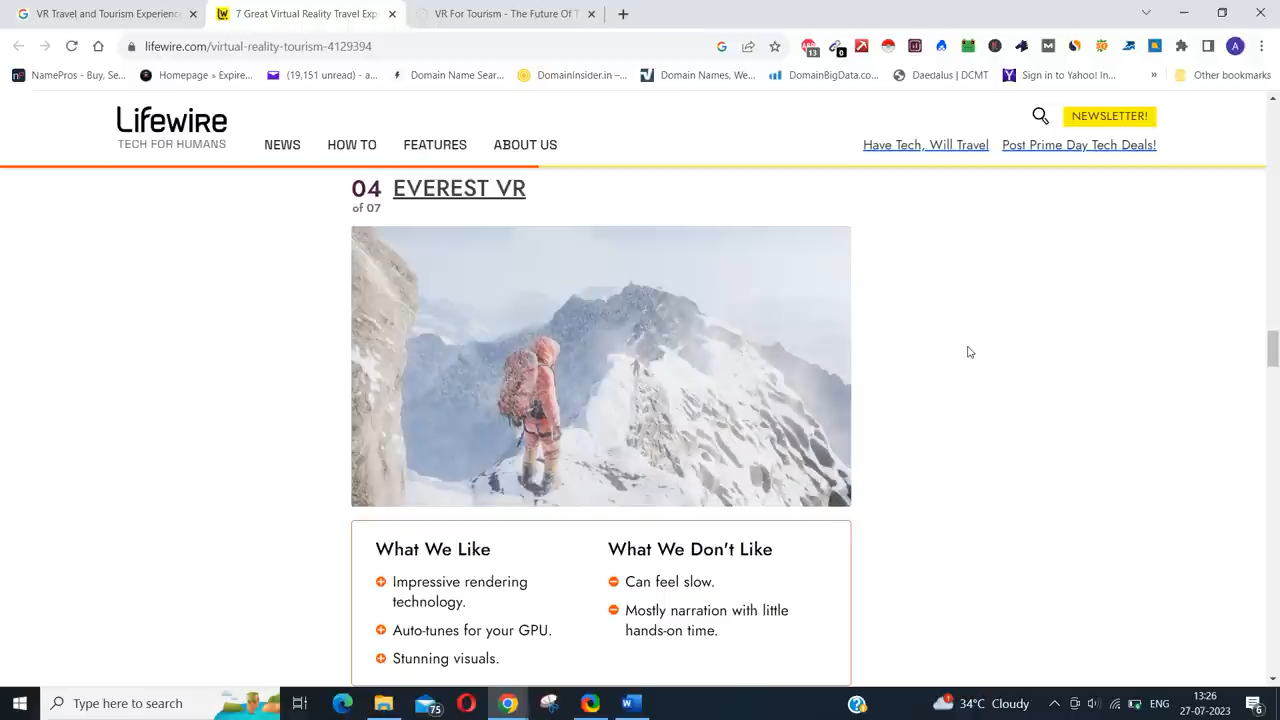 VR Travel and Tourism Experienc
7 Great Virtual Reality Travel Exp
VR For Tourism - The Future Of T
lifewire.com/virtual-reality-tourism-4129394
13
0
A
NamePros - Buy, Se...
Homepage » Expire...
(19,151 unread) - a...
Domain Name Sear...
DomainInsider.in –...
Domain Names, We...
DomainBigData.co...
Daedalus | DCMT
Sign in to Yahoo! In...
»
Other bookmarks
Lifewire
TECH FOR HUMANS
NEWS
HOW TO
FEATURES
ABOUT US
NEWSLETTER!
Have Tech, Will Travel
Post Prime Day Tech Deals!
04
of 07
EVEREST VR
What We Like
Impressive rendering
technology.
Auto-tunes for your GPU.
Stunning visuals.
What We Don't Like
Can feel slow.
Mostly narration with little
hands-on time.
Type here to search
75
34°C Cloudy
ENG
13:26
27-07-2023
6